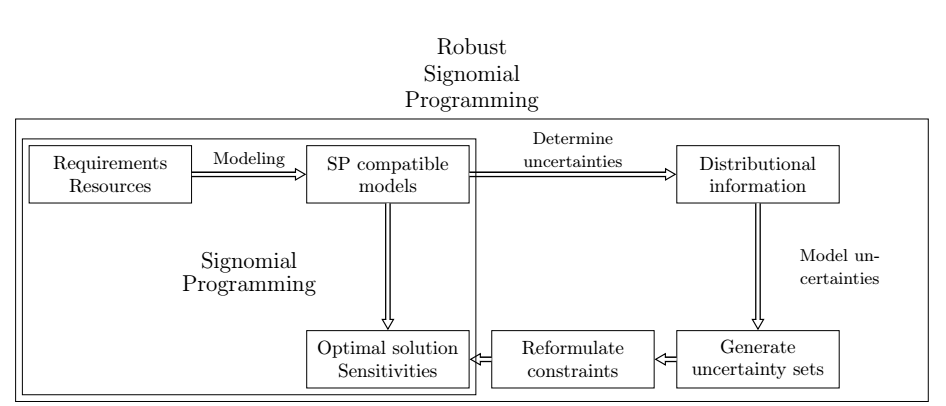 Robust
Signomial
Programming
Requirements
Resources
Modeling
SP compatible
models
Determine
uncertainties
Distributional
information
Signomial
Programming
Model un-
certainties
Optimal solution
Sensitivities
Reformulate
constraints
Generate
uncertainty sets